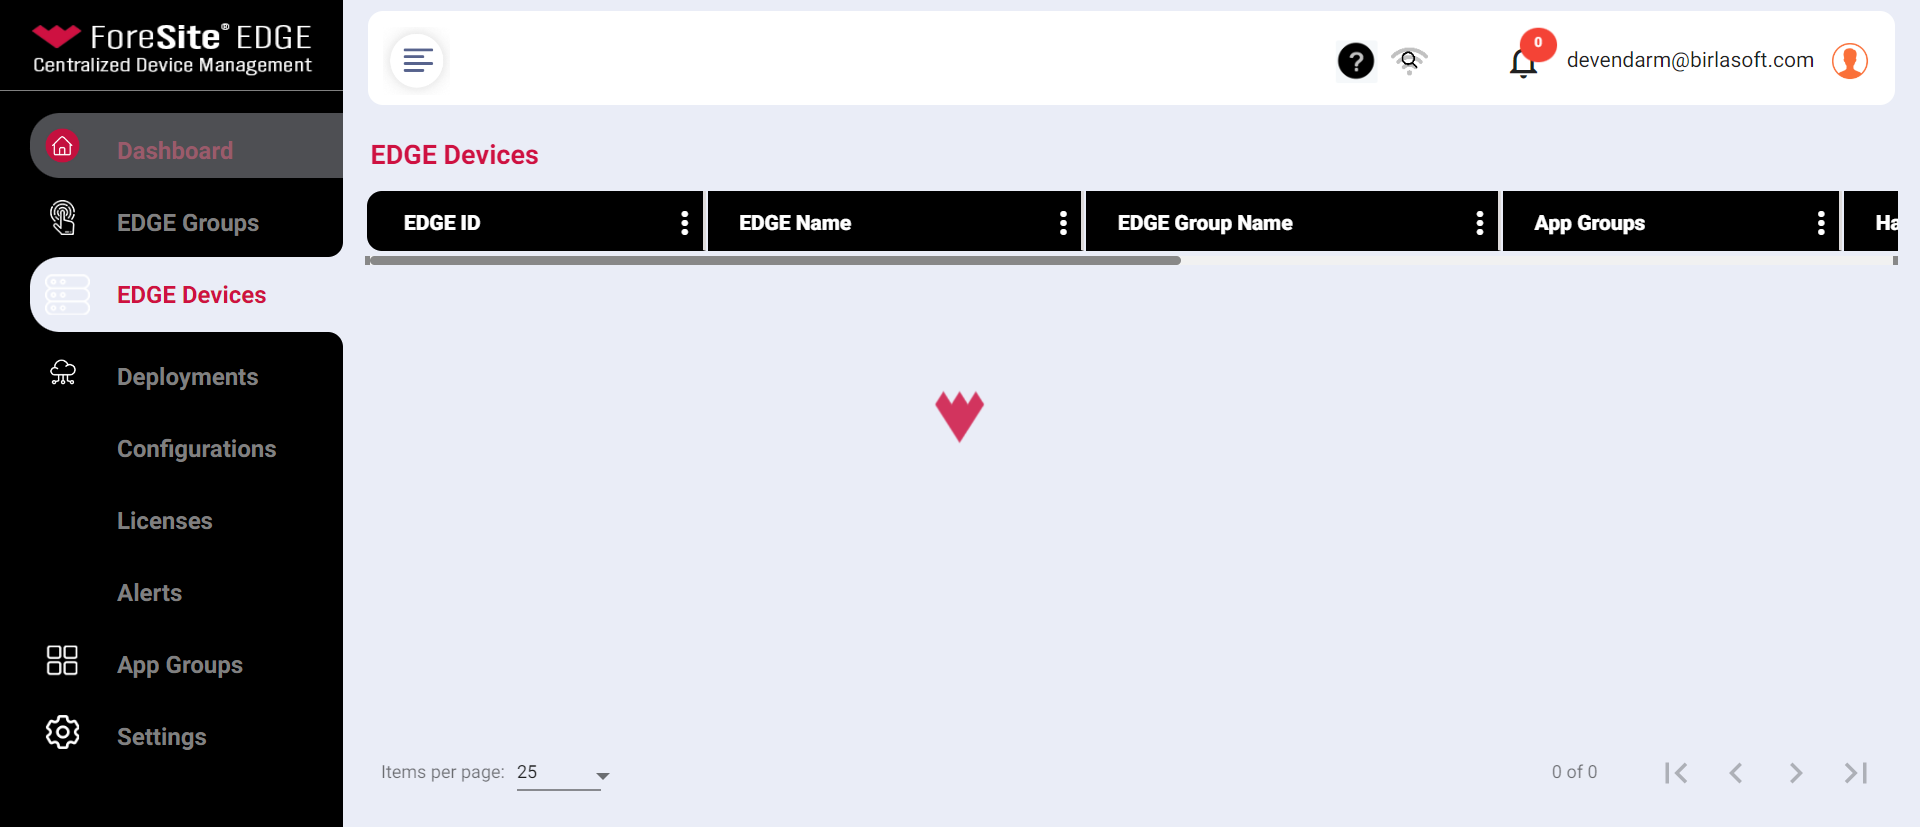 ForeSite® EDGE
Centralized Device Management
Dashboard
EDGE Groups
EDGE Devices
Deployments
Configurations
Licenses
Alerts
App Groups
Settings
?
0
devendarm@birlasoft.com
EDGE Devices
EDGE ID
EDGE Name
EDGE Group Name
App Groups
Ha
Items per page: 25
0 of 0